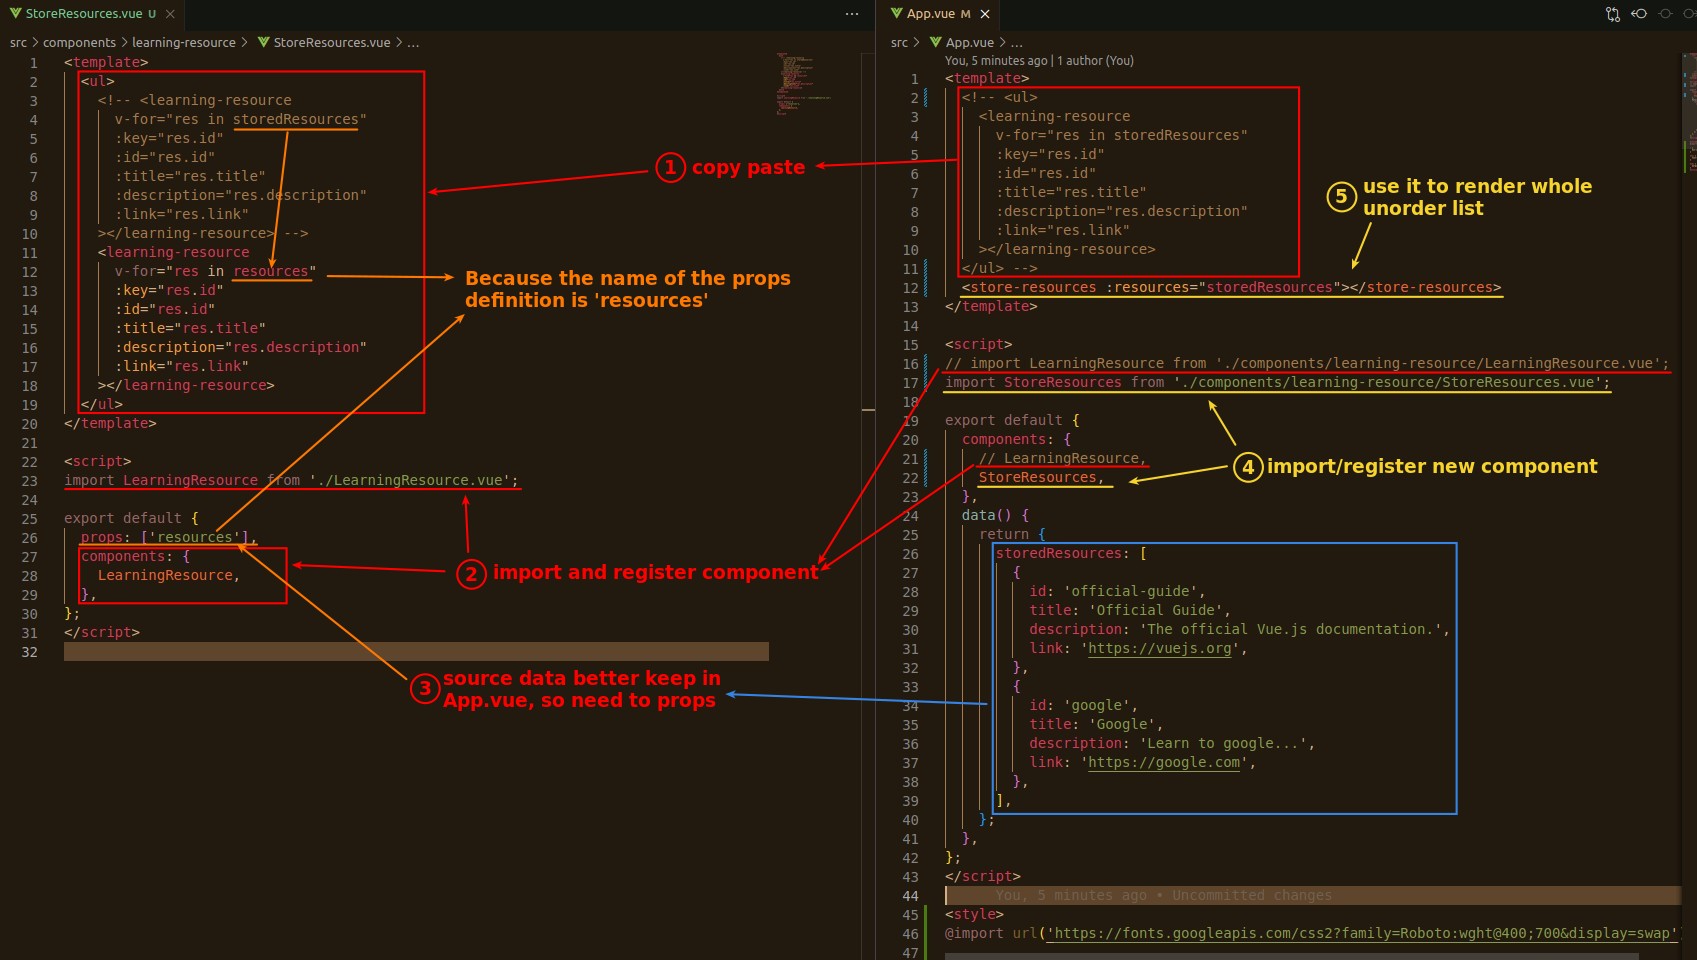 StoreResources.vue U
src > components > learning-resource > StoreResources.vue > ...
1 <template>
2 <ul>
3 <!-- <learning-resource
4 v-for="res in storedResources"
5 :key="res.id"
6 :id="res.id"
7 :title="res.title"
8 :description="res.description"
9 :link="res.link"
10 ></learning-resource> -->
11 <learning-resource
12 v-for="res in resources"
13 :key="res.id"
14 :id="res.id"
15 :title="res.title"
16 :description="res.description"
17 :link="res.link"
18 ></learning-resource>
19 </ul>
20 </template>
21
22 <script>
23 import LearningResource from './LearningResource.vue';
24
25 export default {
26 props: ['resources'],
27 components: {
28 LearningResource,
29 },
30 };
31 </script>
32
1 copy paste
Because the name of the props
definition is 'resources'
2 import and register component
3 source data better keep in
App.vue, so need to props
App.vue M
src > App.vue > ...
You, 5 minutes ago | 1 author (You)
1 <template>
2 <!-- <ul>
3 <learning-resource
4 v-for="res in storedResources"
5 :key="res.id"
6 :id="res.id"
7 :title="res.title"
8 :description="res.description"
9 :link="res.link"
10 ></learning-resource>
11 </ul> -->
12 <store-resources :resources="storedResources"></store-resources>
13 </template>
14
15 <script>
16 // import LearningResource from './components/learning-resource/LearningResource.vue';
17 import StoreResources from './components/learning-resource/StoreResources.vue';
18
19 export default {
20 components: {
21 // LearningResource,
22 StoreResources,
23 },
24 data() {
25 return {
26 storedResources: [
27 {
28 id: 'official-guide',
29 title: 'Official Guide',
30 description: 'The official Vue.js documentation.',
31 link: 'https://vuejs.org',
32 },
33 {
34 id: 'google',
35 title: 'Google',
36 description: 'Learn to google...',
37 link: 'https://google.com',
38 },
39 ],
40 };
41 },
42 };
43 </script>
44 You, 5 minutes ago • Uncommitted changes
45 <style>
46 @import url('https://fonts.googleapis.com/css2?family=Roboto:wght@400;700&display=swap'
47
5 use it to render whole
unorder list
4 import/register new component